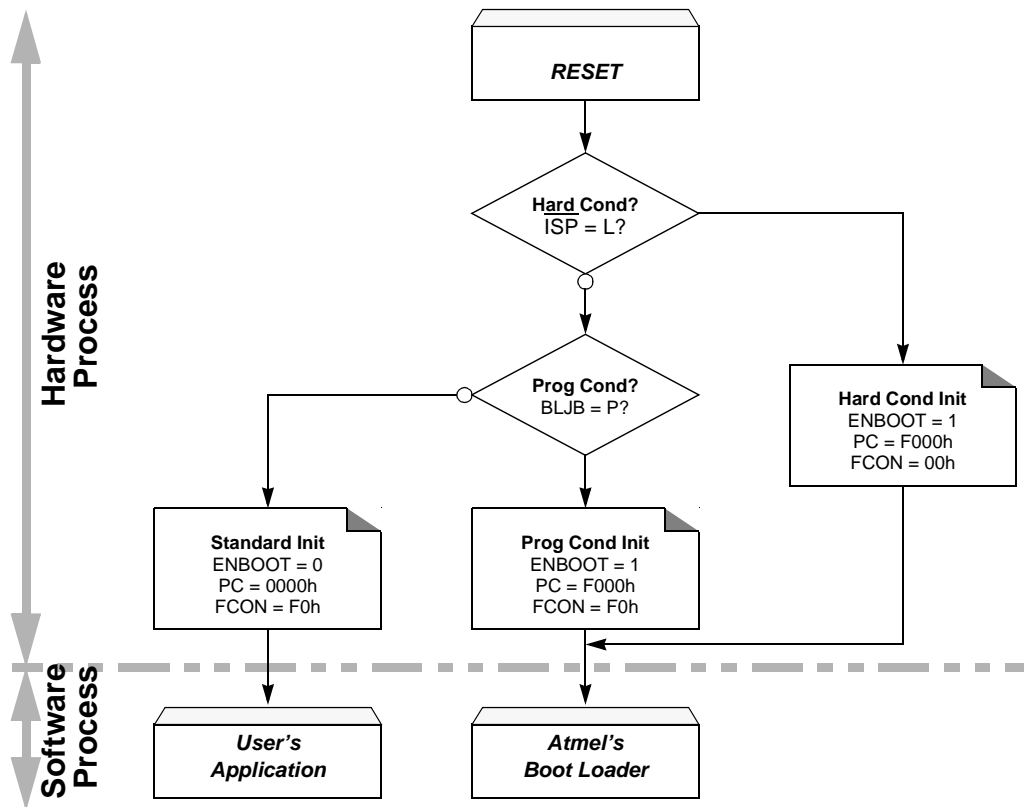 RESET
Hard Cond?
ISP = L?
Prog Cond?
BLJB = P?
Hard Cond Init
ENBOOT = 1
PC = F000h
FCON = 00h
Standard Init
ENBOOT = 0
PC = 0000h
FCON = F0h
Prog Cond Init
ENBOOT = 1
PC = F000h
FCON = F0h
Hardware
Process
Software
Process
User's
Application
Atmel's
Boot Loader